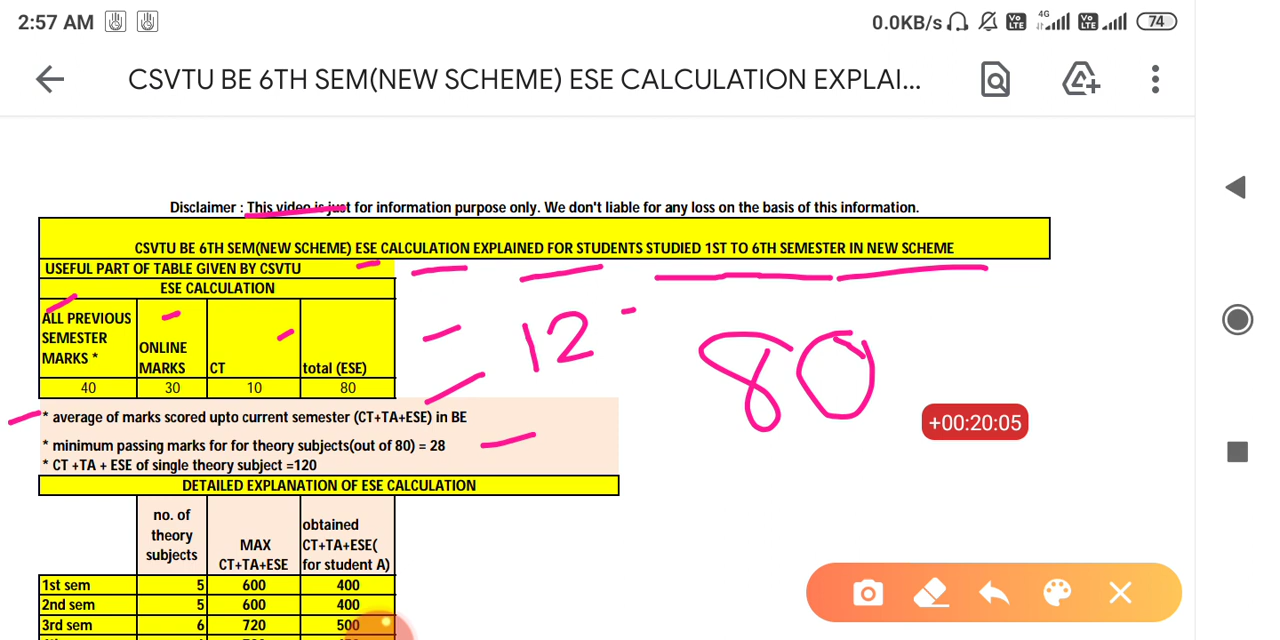 2:57 AM 0.0KB/s 4G Vo LTE Vo LTE 74
CSVTU BE 6TH SEM(NEW SCHEME) ESE CALCULATION EXPLAI...
Disclaimer : This video is just for information purpose only. We don't liable for any loss on the basis of this information.
CSVTU BE 6TH SEM(NEW SCHEME) ESE CALCULATION EXPLAINED FOR STUDENTS STUDIED 1ST TO 6TH SEMESTER IN NEW SCHEME
USEFUL PART OF TABLE GIVEN BY CSVTU
ESE CALCULATION
ALL PREVIOUS SEMESTER MARKS * ONLINE MARKS CT total (ESE)
40 30 10 80
= 12 80
* average of marks scored upto current semester (CT+TA+ESE) in BE
* minimum passing marks for for theory subjects(out of 80) = 28
* CT +TA + ESE of single theory subject =120
+00:20:05
DETAILED EXPLANATION OF ESE CALCULATION
no. of theory subjects MAX CT+TA+ESE obtained CT+TA+ESE( for student A)
1st sem 5 600 400
2nd sem 5 600 400
3rd sem 6 720 500